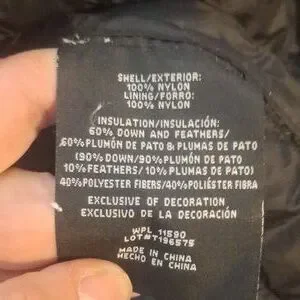 SHELL/EXTERIOR:
100% NYLON
LINING/FORRO:
100% NYLON
INSULATION/INSULACIÓN:
60% DOWN AND FEATHERS/
60%PLUMÓN DE PATO & PLUMAS DE PATO
(90% DOWN/90% PLUMÓN DE PATO
10% FEATHERS/10% PLUMAS DE PATO)
40%POLYESTER FIBERS/40%POLIÉSTER FIBRA
EXCLUSIVE OF DECORATION
EXCLUSIVO DE LA DECORACIÓN
WPL 11590
LOT#T196575
MADE IN CHINA
HECHO EN CHINA